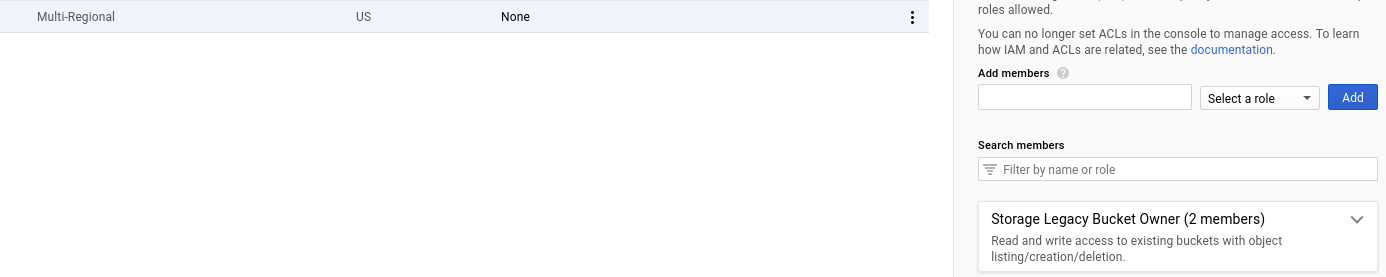 Multi-Regional US None
roles allowed.
You can no longer set ACLs in the console to manage access. To learn
how IAM and ACLs are related, see the documentation.
Add members ?
Select a role Add
Search members
Filter by name or role
Storage Legacy Bucket Owner (2 members)
Read and write access to existing buckets with object
listing/creation/deletion.